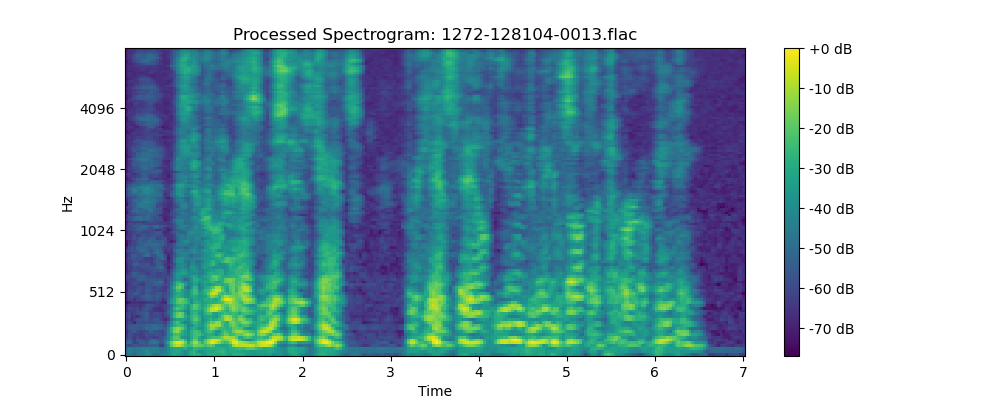 Processed Spectrogram: 1272-128104-0013.flac
Hz
4096
2048
1024
512
0
0 1 2 3 4 5 6 7
Time
+0 dB
-10 dB
-20 dB
-30 dB
-40 dB
-50 dB
-60 dB
-70 dB